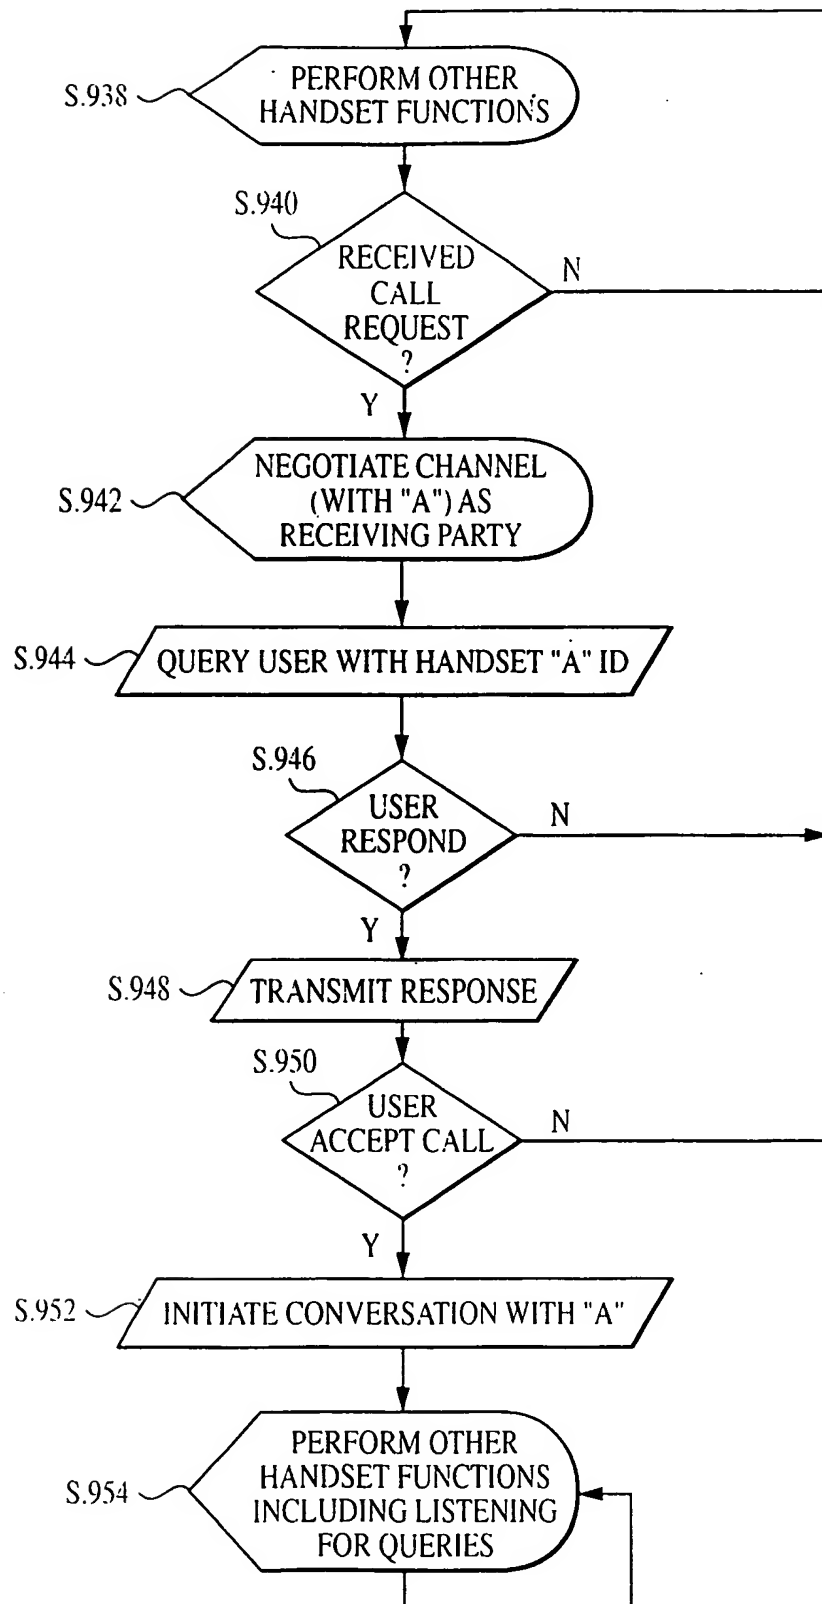 S.938
PERFORM OTHER
HANDSET FUNCTIONS
S.940
RECEIVED
CALL
REQUEST
?
N
Y
S.942
NEGOTIATE CHANNEL
(WITH "A") AS
RECEIVING PARTY
S.944
QUERY USER WITH HANDSET "A" ID
S.946
USER
RESPOND
?
N
Y
S.948
TRANSMIT RESPONSE
S.950
USER
ACCEPT CALL
?
N
Y
S.952
INITIATE CONVERSATION WITH "A"
S.954
PERFORM OTHER
HANDSET FUNCTIONS
INCLUDING LISTENING
FOR QUERIES